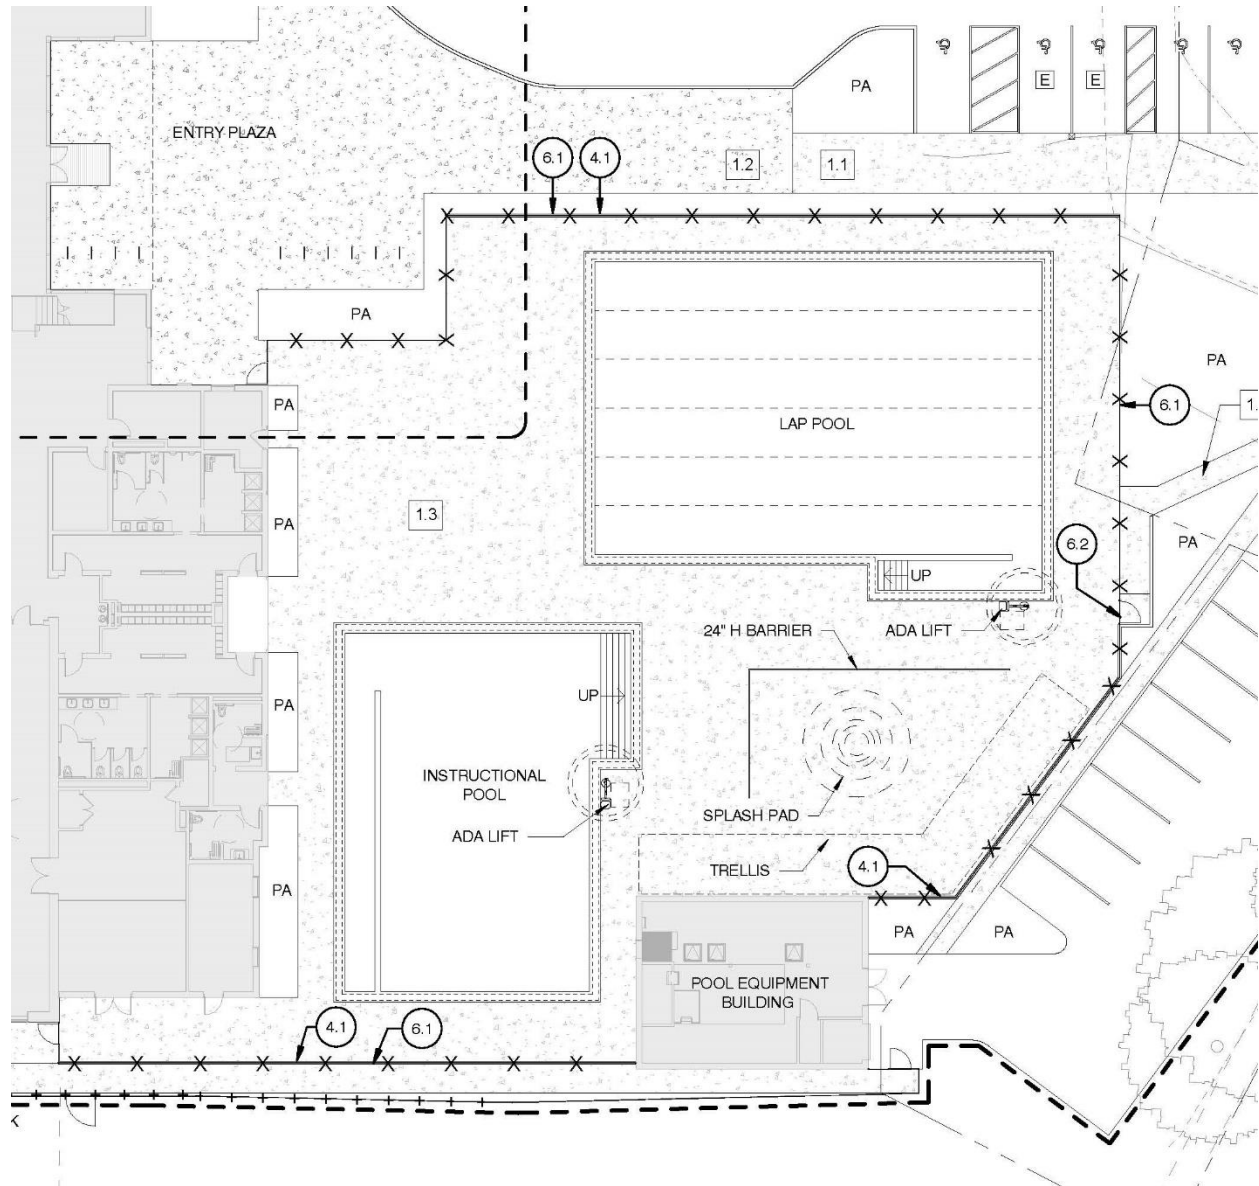 PA
E
E
ENTRY PLAZA
6.1
4.1
1.2
1.1
PA
PA
6.1
1.
PA
LAP POOL
1.3
PA
6.2
PA
UP
24" H BARRIER
ADA LIFT
PA
UP
INSTRUCTIONAL
POOL
SPLASH PAD
ADA LIFT
TRELLIS
4.1
PA
PA
PA
POOL EQUIPMENT
BUILDING
4.1
6.1
K